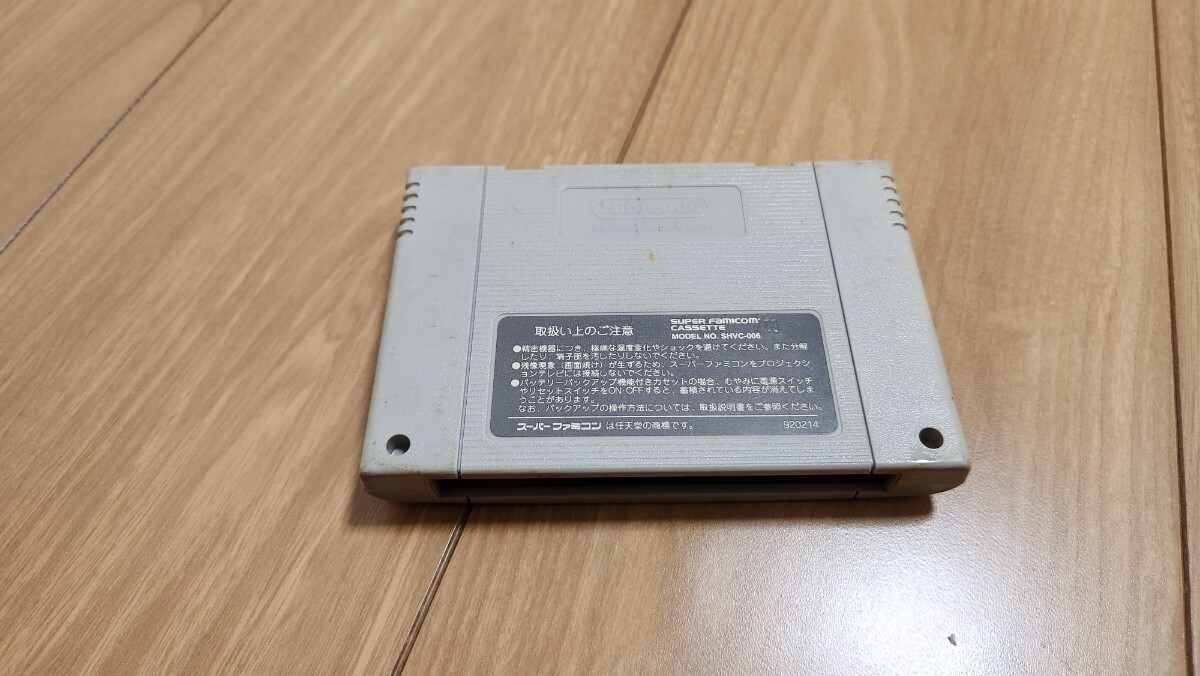 Nintendo
取扱い上のご注意
SUPER FAMICOM
CASSETTE
MODEL NO. SHVC-006
●精密機器につき、極端な温度変化やショックを避けてください。また分解
したり、端子部を汚したりしないでください。
●残像現象(画面焼け)が生ずるため、スーパーファミコンをプロジェクシ
ョンテレビには接続しないでください。
●バッテリーバックアップ機能付きカセットの場合、むやみに電源スイッチ
やリセットスイッチをON・OFFすると、蓄積されている内容が消えてしま
うことがあります。
なお、バックアップの操作方法については、取扱説明書をご参照ください。
スーパーファミコンは任天堂の商標です。
920214